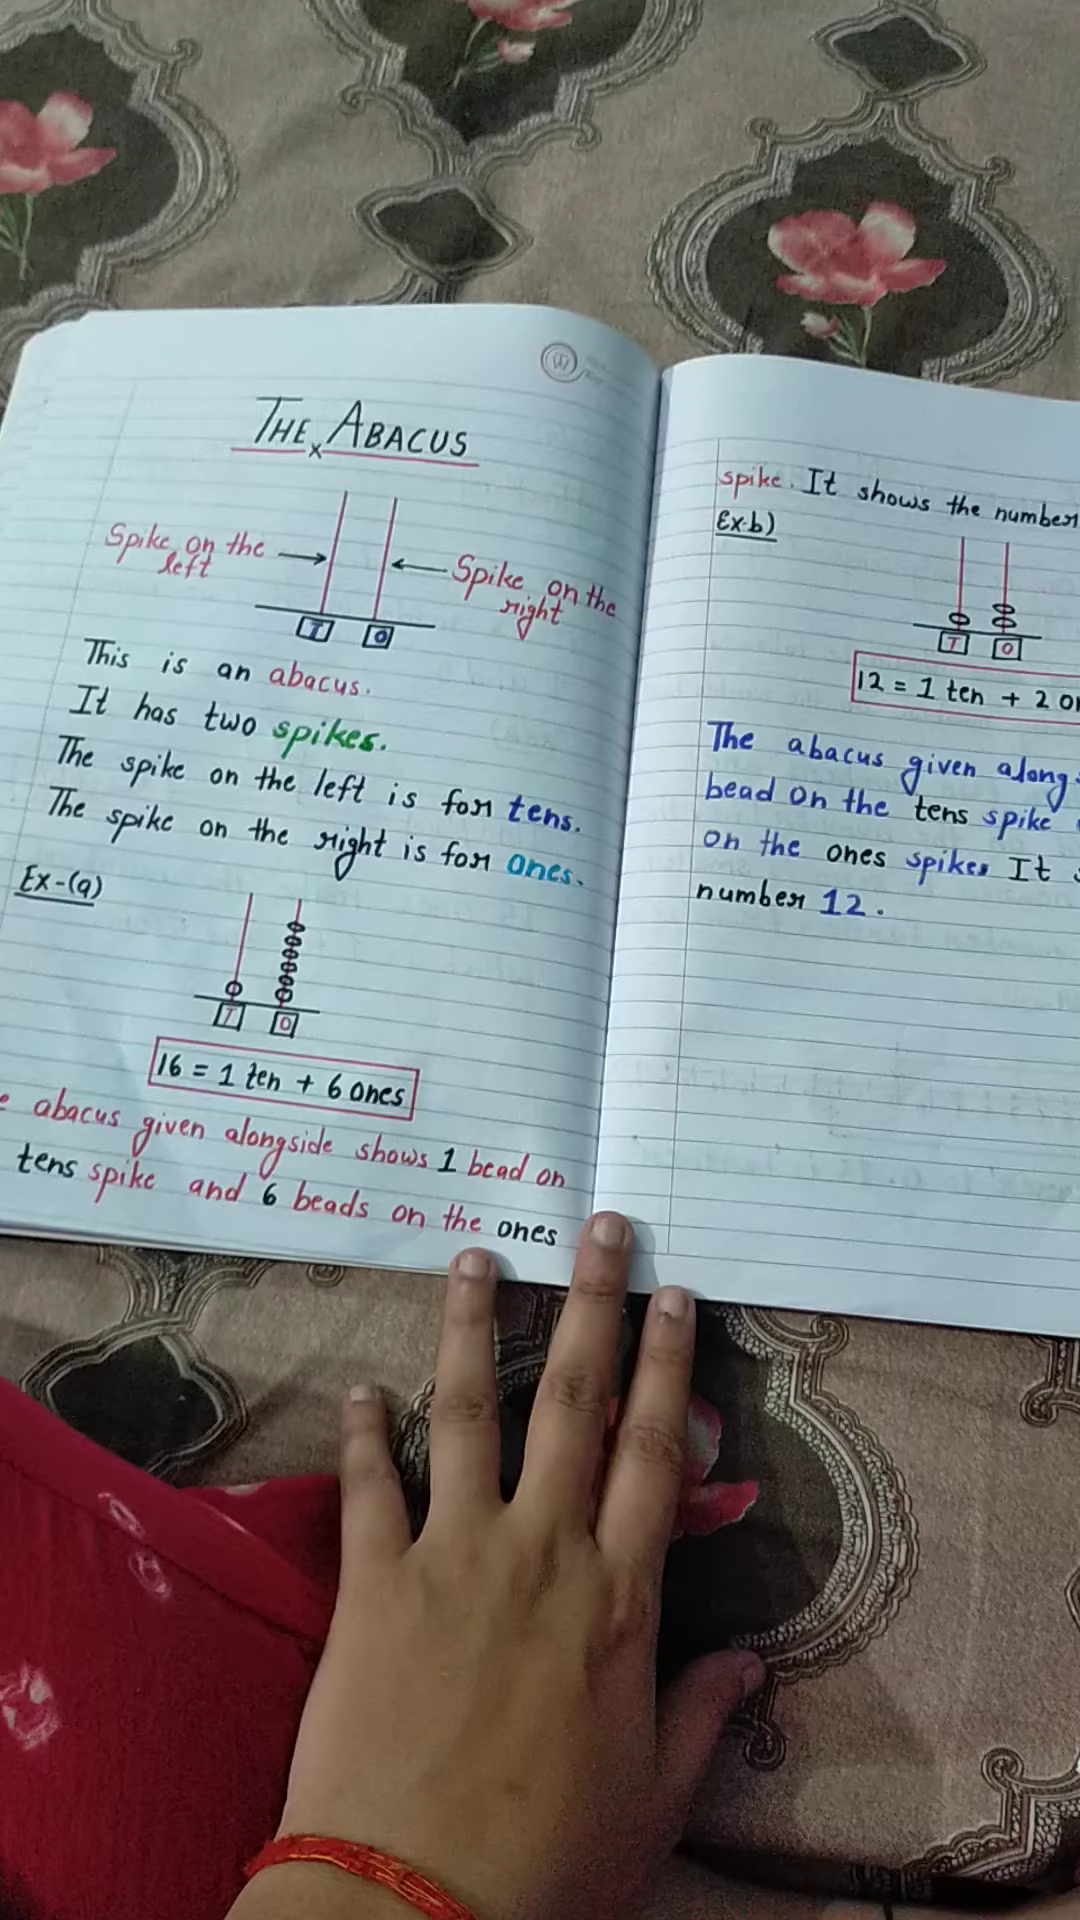 THE ABACUS
Spike on the
left
Spike on the
right
T O
This is an abacus.
It has two spikes.
The spike on the left is for tens.
The spike on the right is for ones.
Ex-(a)
T O
16 = 1 ten + 6 ones
abacus given alongside shows 1 bead on
tens spike and 6 beads on the ones
spike. It shows the number
Ex-b)
T O
12 = 1 ten + 2
The abacus given along
bead on the tens spike
on the ones spike. It
number 12.